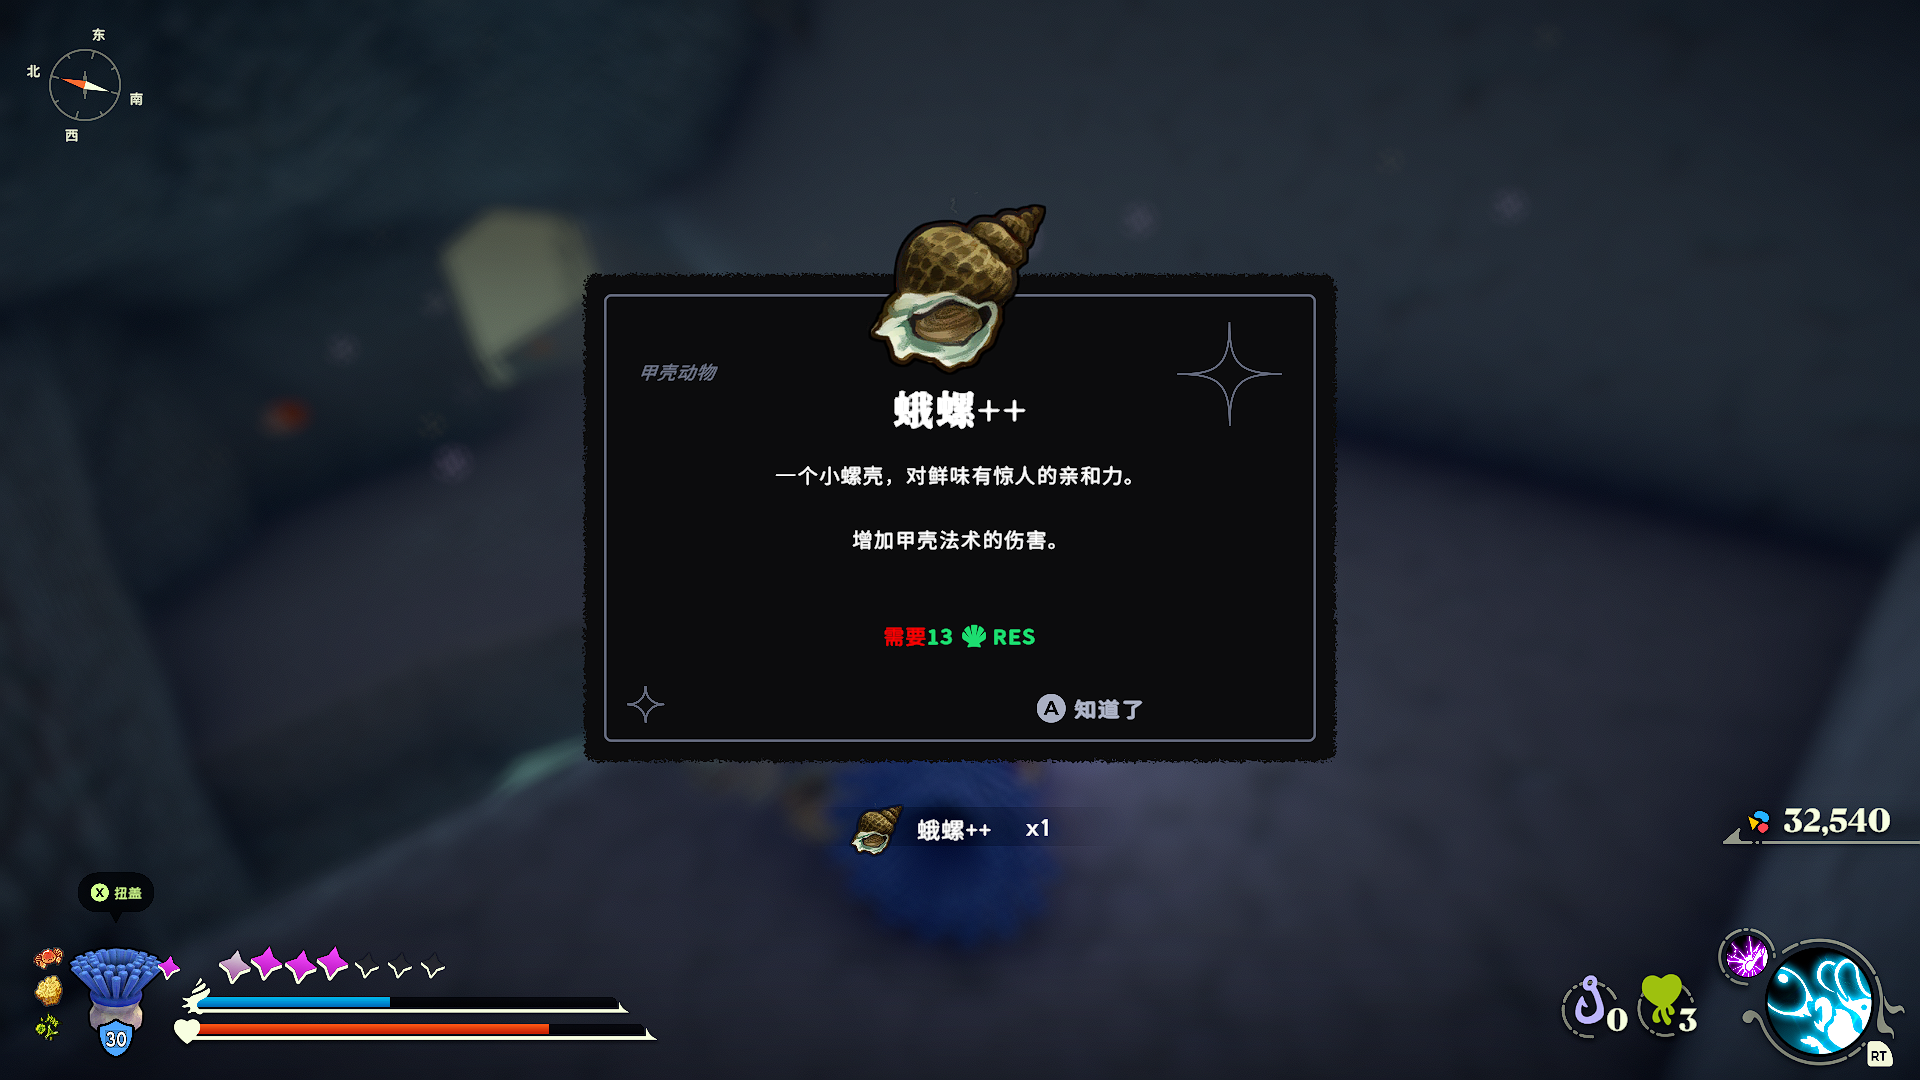 东
北
南
西
甲壳动物
蛾螺++
一个小螺壳，对鲜味有惊人的亲和力。
增加甲壳法术的伤害。
需要13 RES
A 知道了
蛾螺++ x1
32,540
X 扭盖
30
0
3
RT